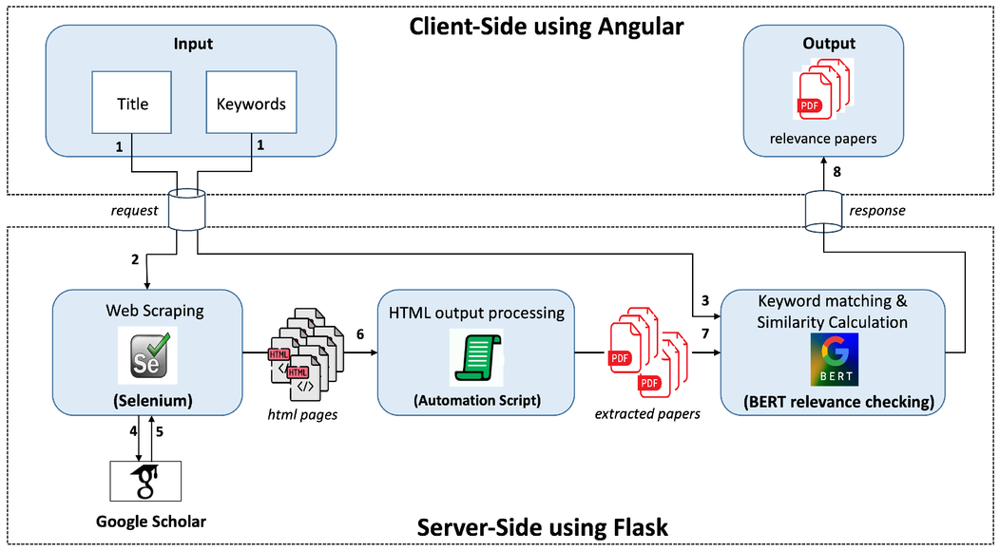 Client-Side using Angular
Input
Output
Title
Keywords
PDF
relevance papers
1
1
8
request
response
2
3
Web Scraping
Se
(Selenium)
HTML
</>
HTML
</>
html pages
6
HTML output processing
(Automation Script)
PDF
PDF
extracted papers
7
Keyword matching &
Similarity Calculation
G
BERT
(BERT relevance checking)
4
5
g
Google Scholar
Server-Side using Flask